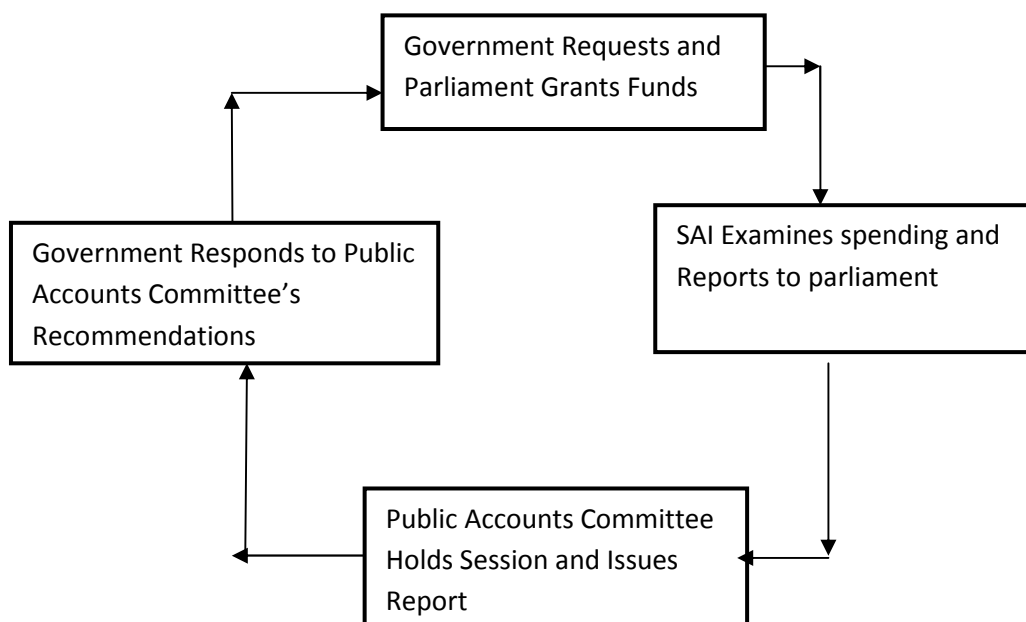 Government Requests and
Parliament Grants Funds
SAI Examines spending and
Reports to parliament
Public Accounts Committee
Holds Session and Issues
Report
Government Responds to Public
Accounts Committee’s
Recommendations